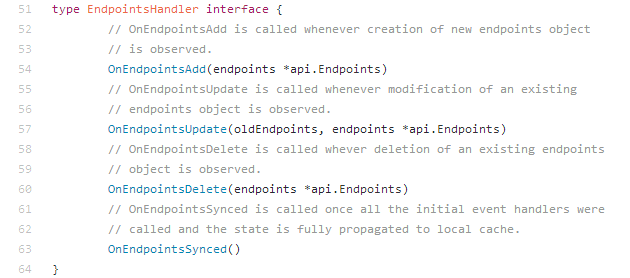 51 type EndpointsHandler interface {
52 // OnEndpointsAdd is called whenever creation of new endpoints object
53 // is observed.
54 OnEndpointsAdd(endpoints *api.Endpoints)
55 // OnEndpointsUpdate is called whenever modification of an existing
56 // endpoints object is observed.
57 OnEndpointsUpdate(oldEndpoints, endpoints *api.Endpoints)
58 // OnEndpointsDelete is called whever deletion of an existing endpoints
59 // object is observed.
60 OnEndpointsDelete(endpoints *api.Endpoints)
61 // OnEndpointsSynced is called once all the initial event handlers were
62 // called and the state is fully propagated to local cache.
63 OnEndpointsSynced()
64 }